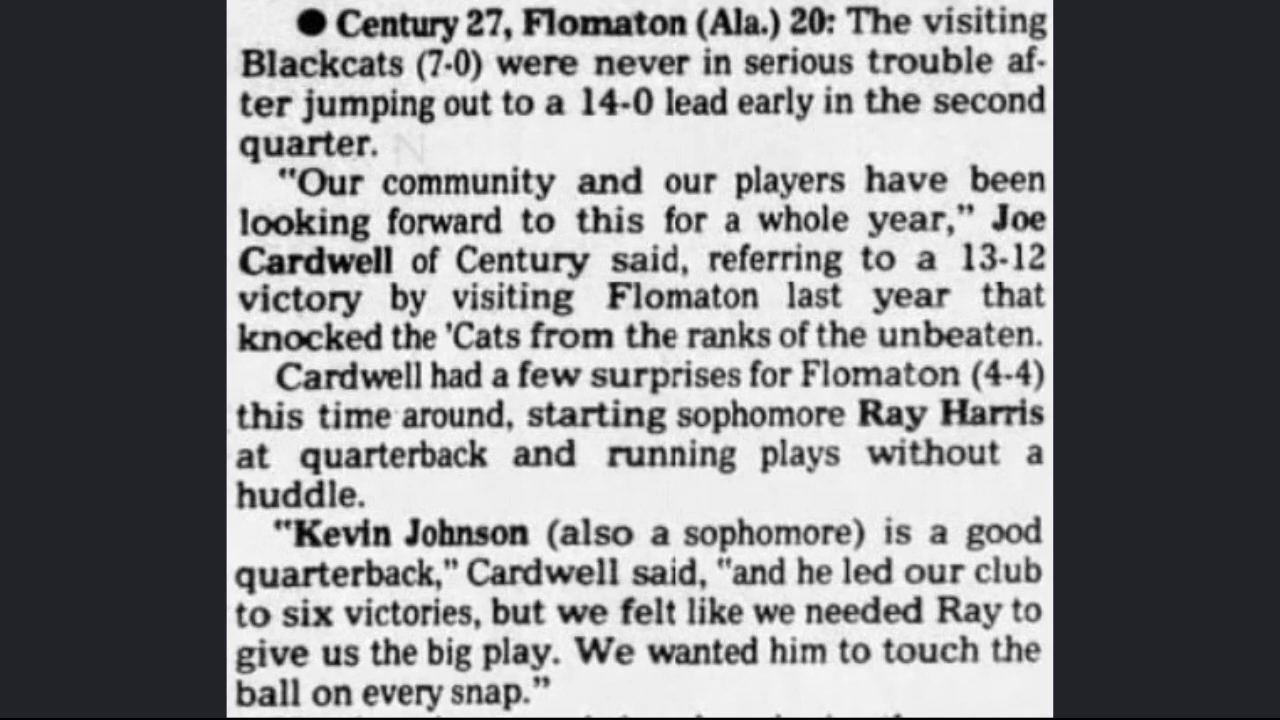 ● Century 27, Flomaton (Ala.) 20: The visiting
Blackcats (7-0) were never in serious trouble af-
ter jumping out to a 14-0 lead early in the second
quarter.
"Our community and our players have been
looking forward to this for a whole year," Joe
Cardwell of Century said, referring to a 13-12
victory by visiting Flomaton last year that
knocked the 'Cats from the ranks of the unbeaten.
Cardwell had a few surprises for Flomaton (4-4)
this time around, starting sophomore Ray Harris
at quarterback and running plays without a
huddle.
"Kevin Johnson (also a sophomore) is a good
quarterback," Cardwell said, "and he led our club
to six victories, but we felt like we needed Ray to
give us the big play. We wanted him to touch the
ball on every snap."